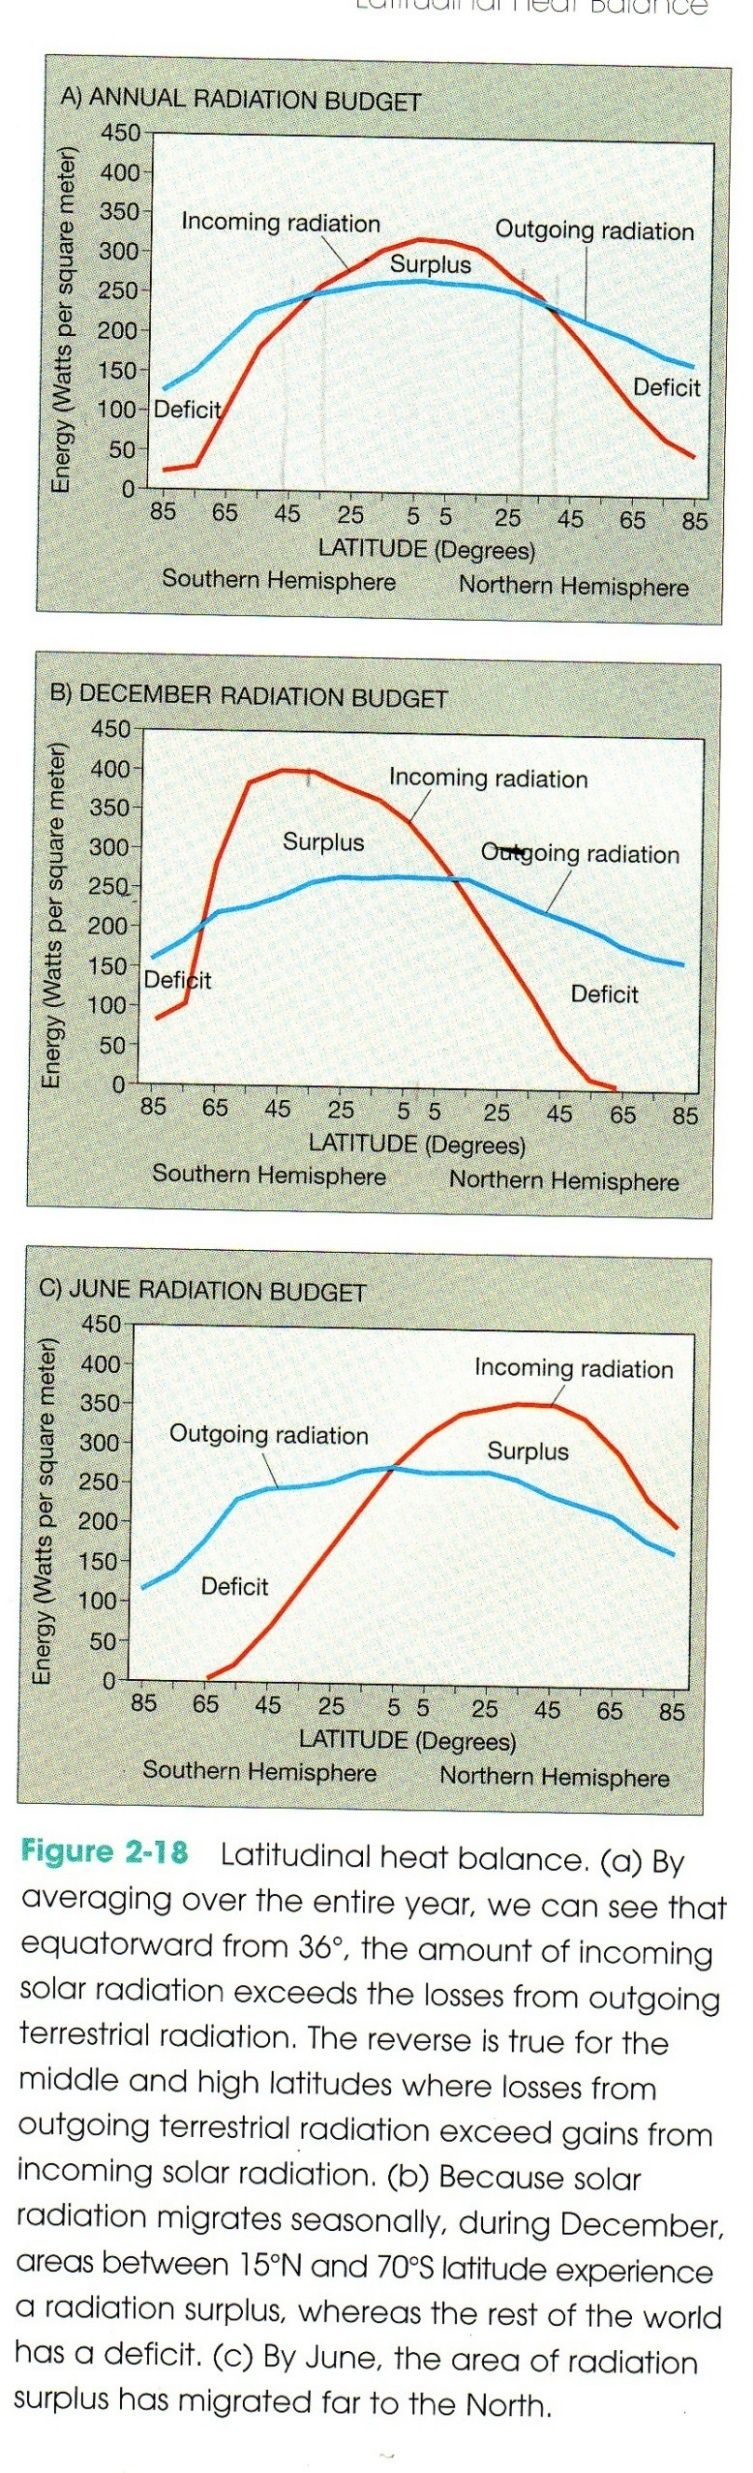 Latitudinal Heat Balance
A) ANNUAL RADIATION BUDGET
Energy (Watts per square meter)
450
400
350
300
250
200
150
100
50
0
Incoming radiation
Outgoing radiation
Surplus
Deficit
Deficit
85 65 45 25 5 5 25 45 65 85
LATITUDE (Degrees)
Southern Hemisphere Northern Hemisphere
B) DECEMBER RADIATION BUDGET
Energy (Watts per square meter)
450
400
350
300
250
200
150
100
50
0
Incoming radiation
Surplus
Outgoing radiation
Deficit
Deficit
85 65 45 25 5 5 25 45 65 85
LATITUDE (Degrees)
Southern Hemisphere Northern Hemisphere
C) JUNE RADIATION BUDGET
Energy (Watts per square meter)
450
400
350
300
250
200
150
100
50
0
Incoming radiation
Outgoing radiation
Surplus
Deficit
85 65 45 25 5 5 25 45 65 85
LATITUDE (Degrees)
Southern Hemisphere Northern Hemisphere
Figure 2-18 Latitudinal heat balance. (a) By
averaging over the entire year, we can see that
equatorward from 36°, the amount of incoming
solar radiation exceeds the losses from outgoing
terrestrial radiation. The reverse is true for the
middle and high latitudes where losses from
outgoing terrestrial radiation exceed gains from
incoming solar radiation. (b) Because solar
radiation migrates seasonally, during December,
areas between 15°N and 70°S latitude experience
a radiation surplus, whereas the rest of the world
has a deficit. (c) By June, the area of radiation
surplus has migrated far to the North.